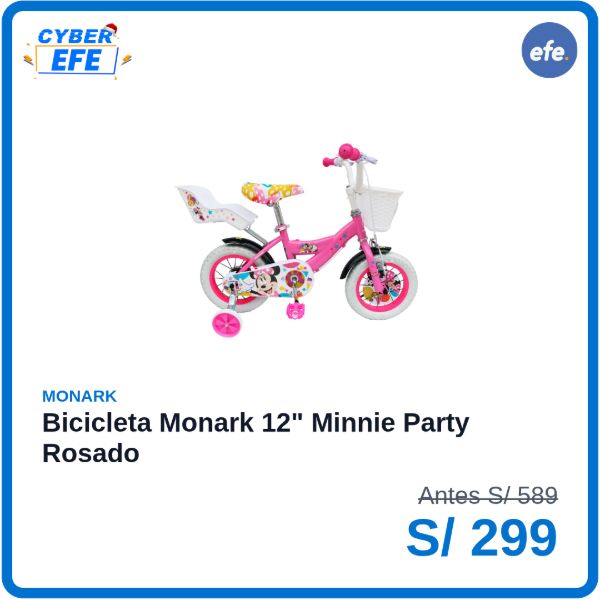 CYBER
EFE
efe.
MONARK
Bicicleta Monark 12" Minnie Party
Rosado
Antes S/ 589
S/ 299